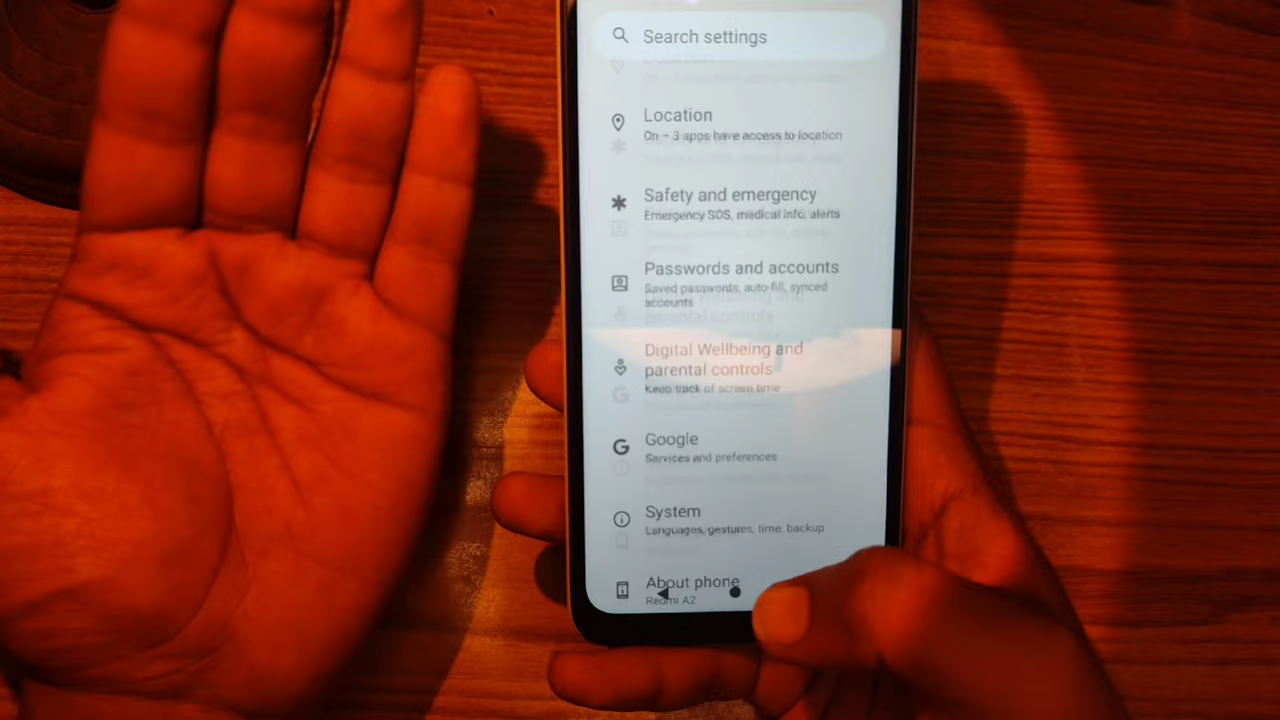 Search settings
Location
On – 3 apps have access to location
Safety and emergency
Emergency SOS, medical info, alerts
Passwords and accounts
Saved passwords, auto-fill, synced
accounts
Digital Wellbeing and
parental controls
Keep track of screen time
Google
Services and preferences
System
Languages, gestures, time, backup
About phone
Redmi A2